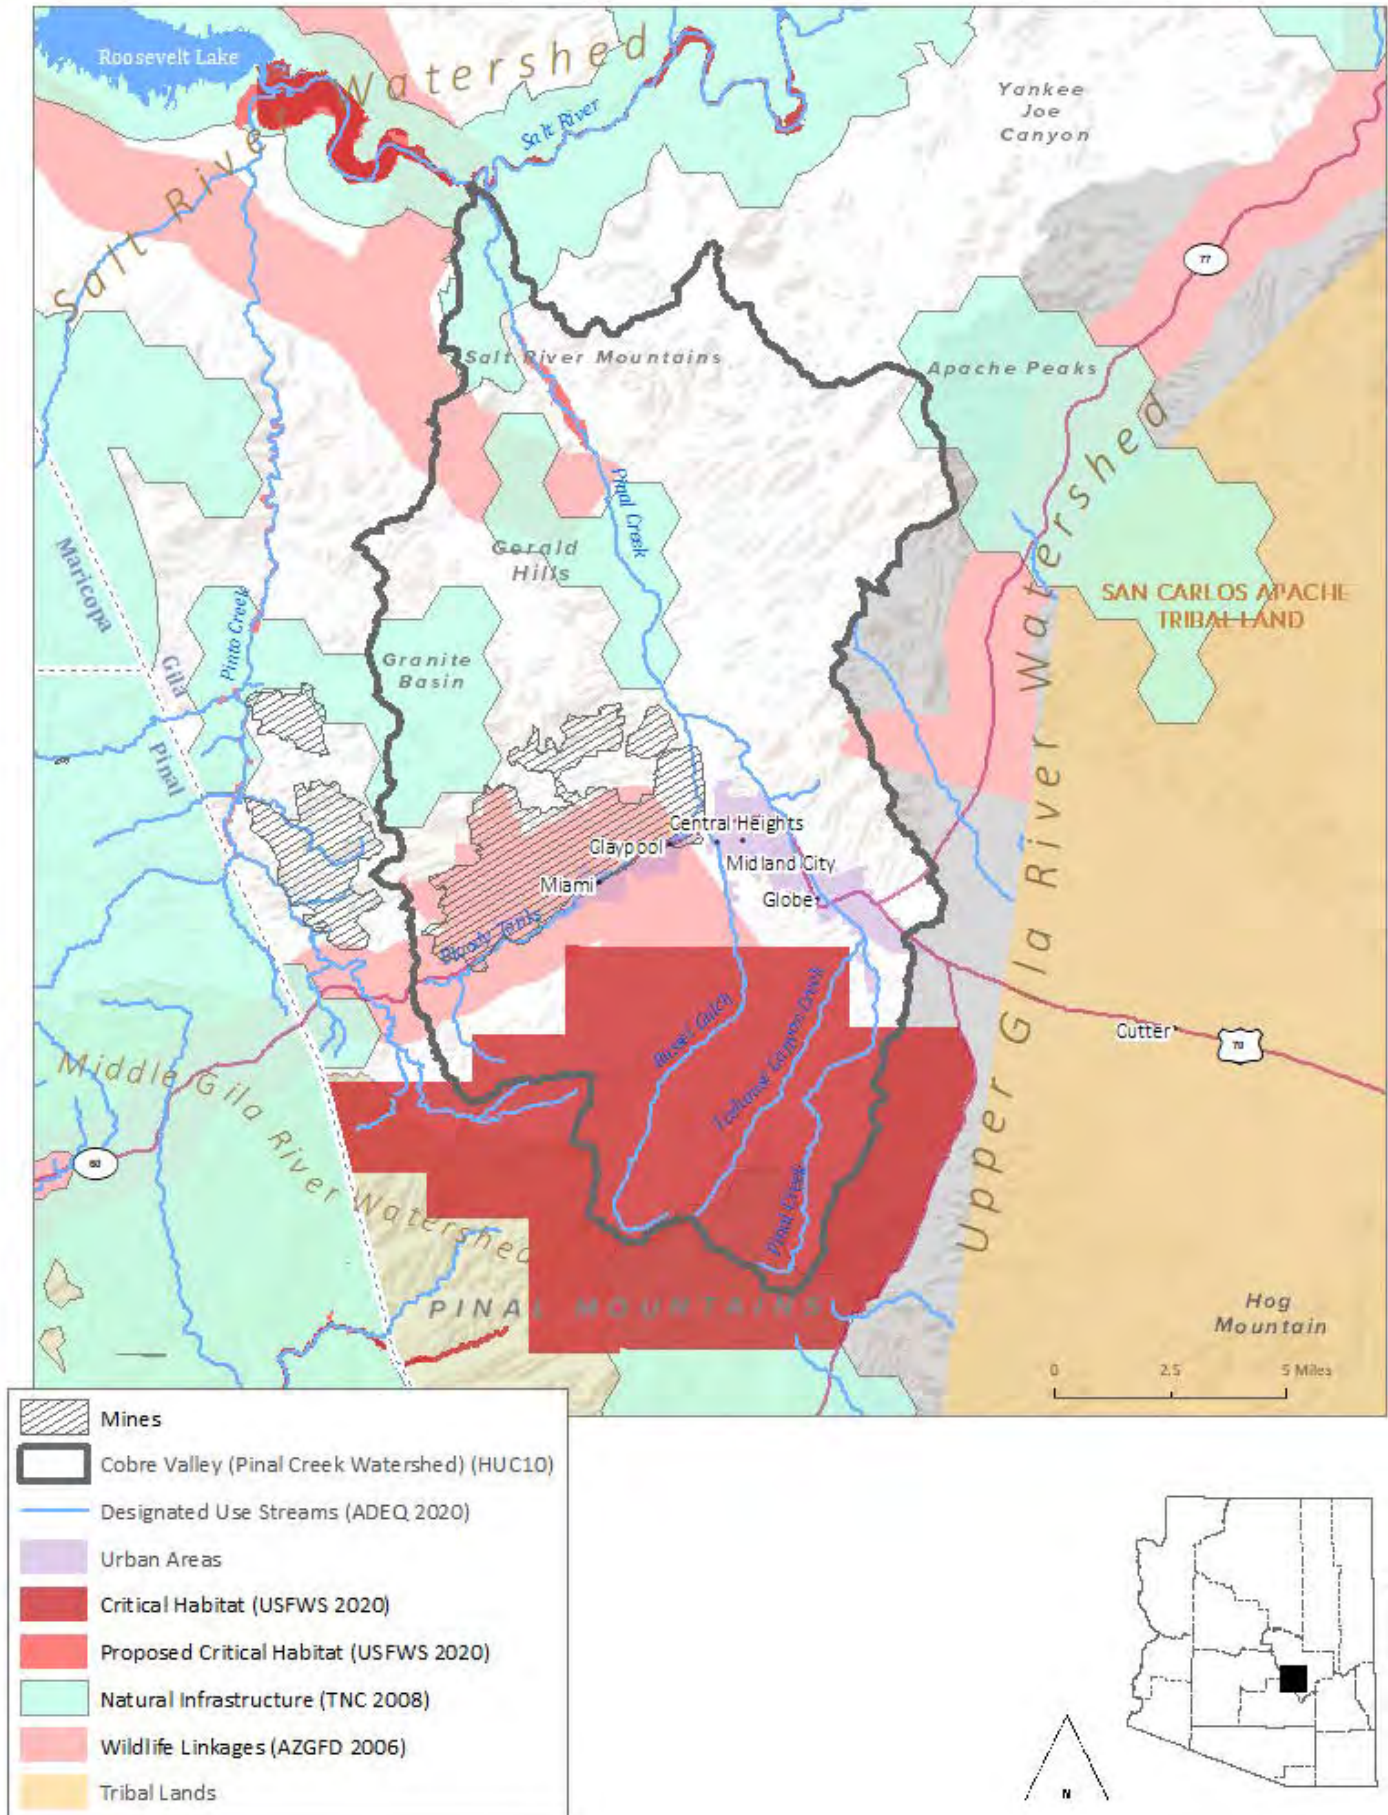 Roosevelt Lake
Salt River Watershed
Salt River
Yankee
Joe
Canyon
77
Salt River Mountains
Apache Peaks
Pinal Creek
Gerald
Hills
Maricopa
Gila
Pinal
Pinto Creek
Granite
Basin
SAN CARLOS APACHE
TRIBAL LAND
Upper Gila River Watershed
Central Heights
Claypool
Midland City
Miami
Globe
Bloody Tanks
Russel Gulch
Icehouse Canyon Creek
Pinal Creek
Cutter
70
Middle Gila River Watershed
60
PINAL MOUNTAINS
Hog
Mountain
0 2.5 5 Miles
Mines
Cobre Valley (Pinal Creek Watershed) (HUC10)
Designated Use Streams (ADEQ 2020)
Urban Areas
Critical Habitat (USFWS 2020)
Proposed Critical Habitat (USFWS 2020)
Natural Infrastructure (TNC 2008)
Wildlife Linkages (AZGFD 2006)
Tribal Lands
N